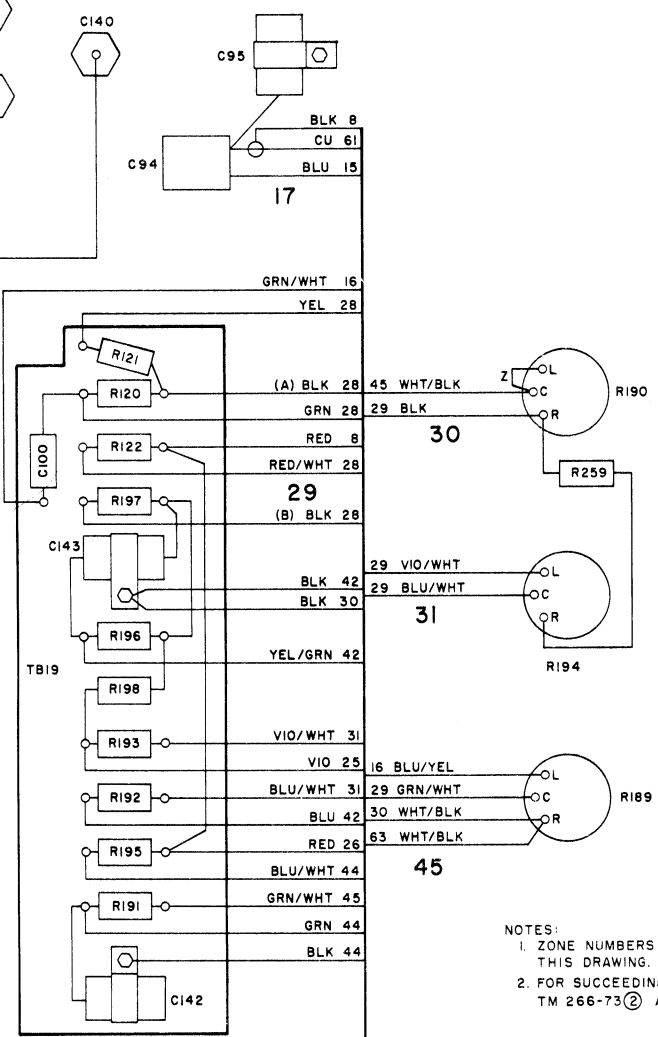 C140
C95
BLK 8
CU 61
C94
BLU 15
17
GRN/WHT 16
YEL 28
R121
R120
(A) BLK 28
45 WHT/BLK
Z
L
C
R
R190
GRN 28
29 BLK
30
C100
R122
RED 8
RED/WHT 28
R259
R197
29
(B) BLK 28
C143
29 VIO/WHT
L
BLK 42
29 BLU/WHT
C
BLK 30
31
R
R196
TB19
YEL/GRN 42
R194
R198
R193
VIO/WHT 31
VIO 25
16 BLU/YEL
L
R192
BLU/WHT 31
29 GRN/WHT
C
R189
BLU 42
30 WHT/BLK
R
R195
RED 26
63 WHT/BLK
BLU/WHT 44
45
R191
GRN/WHT 45
GRN 44
BLK 44
C142
NOTES:
1. ZONE NUMBERS
THIS DRAWING.
2. FOR SUCCEEDIN
TM 266-73② A